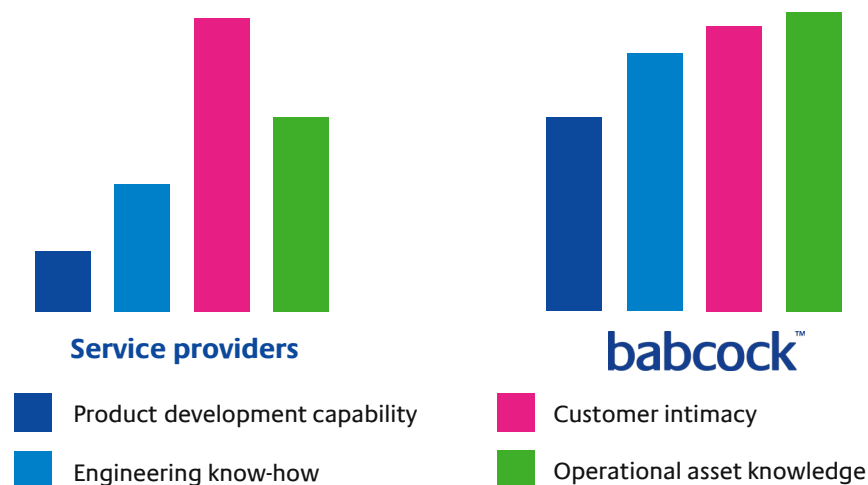 Service providers
babcock™
Product development capability
Customer intimacy
Engineering know-how
Operational asset knowledge